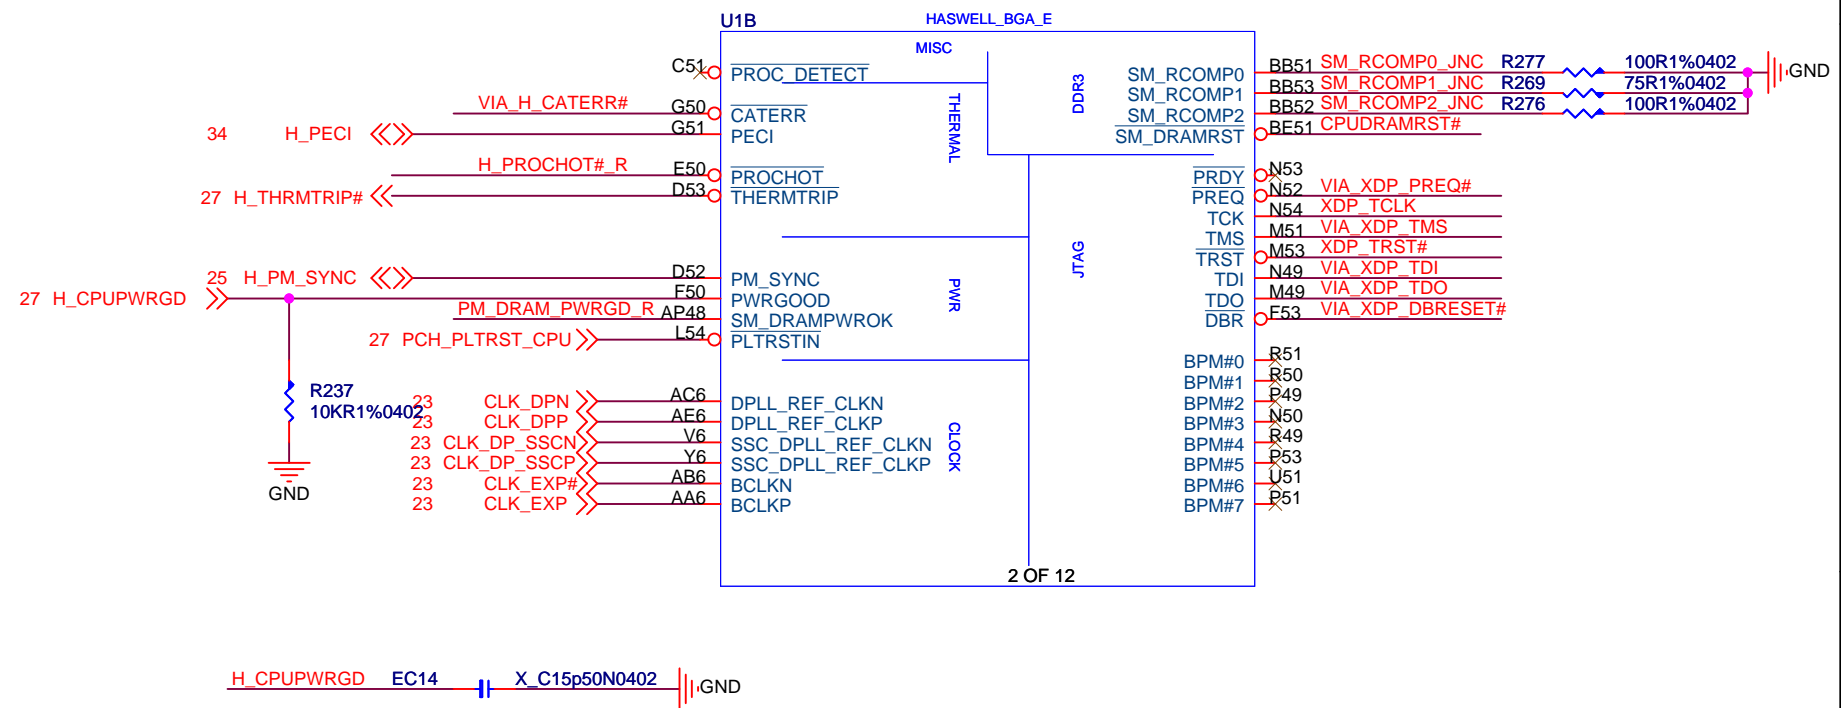 U1B HASWELL_BGA_E
MISC
C51 PROC_DETECT
SM_RCOMP0 BB51 SM_RCOMP0_JNC R277 100R1%0402 GND
SM_RCOMP1 BB53 SM_RCOMP1_JNC R269 75R1%0402
VIA_H_CATERR# G50 CATERR
SM_RCOMP2 BB52 SM_RCOMP2_JNC R276 100R1%0402
34 H_PECI G51 PECI
SM_DRAMRST BE51 CPUDRAMRST#
THERMAL
DDR3
H_PROCHOT#_R E50 PROCHOT
PRDY N53
27 H_THRMTRIP# D53 THERMTRIP
PREQ N52 VIA_XDP_PREQ#
TCK N54 XDP_TCLK
TMS M51 VIA_XDP_TMS
TRST M53 XDP_TRST#
JTAG
25 H_PM_SYNC D52 PM_SYNC
TDI N49 VIA_XDP_TDI
27 H_CPUPWRGD F50 PWRGOOD
PWR
TDO M49 VIA_XDP_TDO
PM_DRAM_PWRGD_R AP48 SM_DRAMPWROK
DBR F53 VIA_XDP_DBRESET#
27 PCH_PLTRST_CPU L54 PLTRSTIN
BPM#0 R51
BPM#1 R50
R237
10KR1%0402
GND
23 CLK_DPN AC6 DPLL_REF_CLKN
BPM#2 P49
23 CLK_DPP AE6 DPLL_REF_CLKP
BPM#3 N50
23 CLK_DP_SSCN V6 SSC_DPLL_REF_CLKN
CLOCK
BPM#4 R49
23 CLK_DP_SSCP Y6 SSC_DPLL_REF_CLKP
BPM#5 P53
23 CLK_EXP# AB6 BCLKN
BPM#6 U51
23 CLK_EXP AA6 BCLKP
BPM#7 P51
2 OF 12
H_CPUPWRGD EC14 X_C15p50N0402 GND